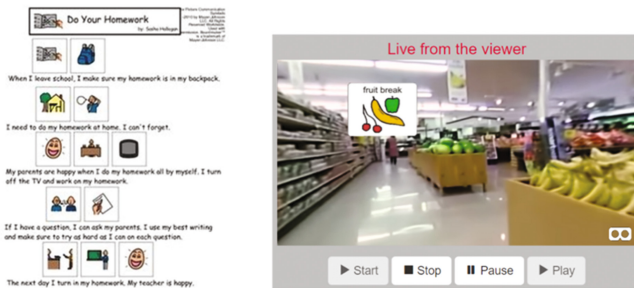 Do Your Homework
When I leave school, I make sure my homework is in my backpack.
I need to do my homework at home. I can't forget.
My parents are happy when I do my homework all by myself. I turn
off the TV and work on my homework.
If I have a question, I can ask my parents. I use my best writing
and make sure to try as hard as I can on each question.
The next day I turn in my homework. My teacher is happy.
Live from the viewer
fruit break
Start
Stop
Pause
Play